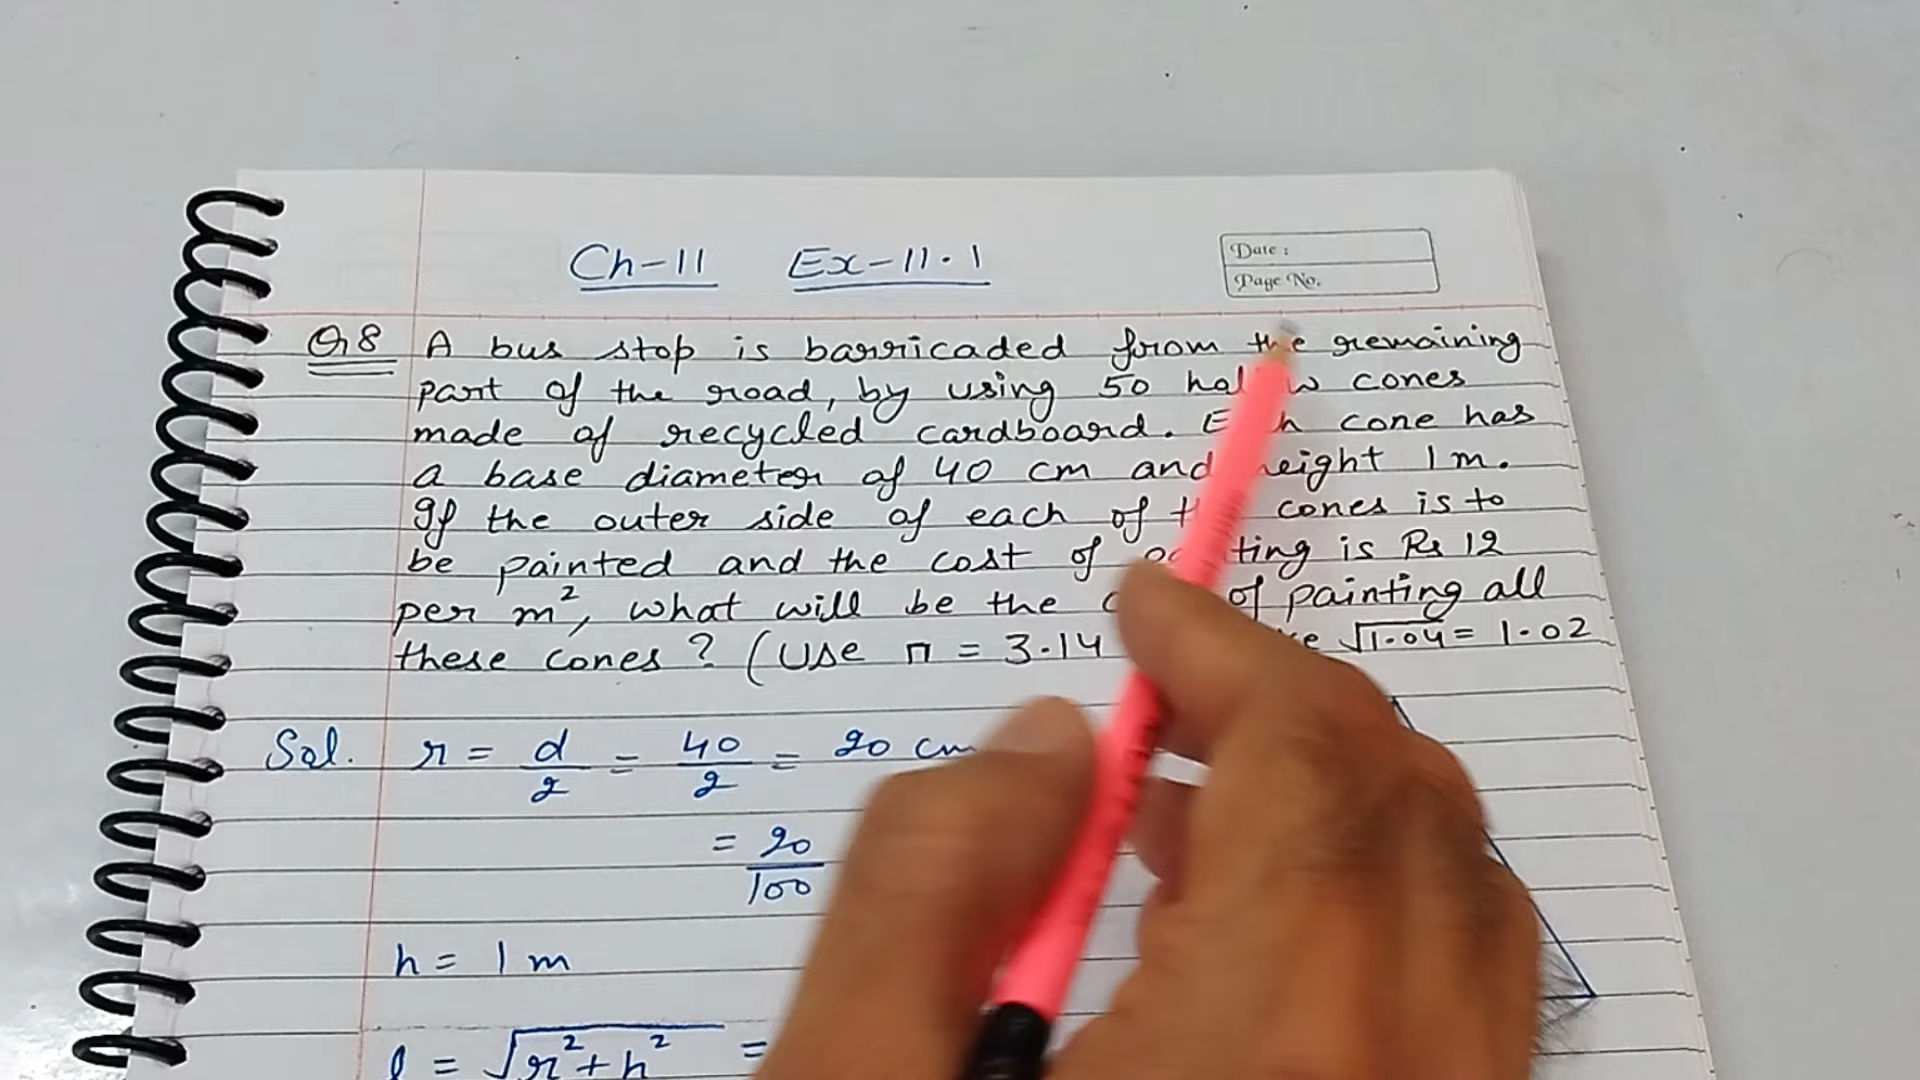 Ch-11 Ex-11.1
Date :
Page No.
Q8 A bus stop is barricaded from the remaining
part of the road, by using 50 cones
made of recycled cardboard. cone has
a base diameter of 40 cm and height 1 m.
If the outer side of each of cones is to
be painted and the cost of is Rs 12
per m², what will be the of painting all
these cones ? (Use π = 3.14 √1.04 = 1.02
Sol. r = d/2 = 40/2 = 20 cm
= 20/100
h = 1 m
l = √r²+h² =